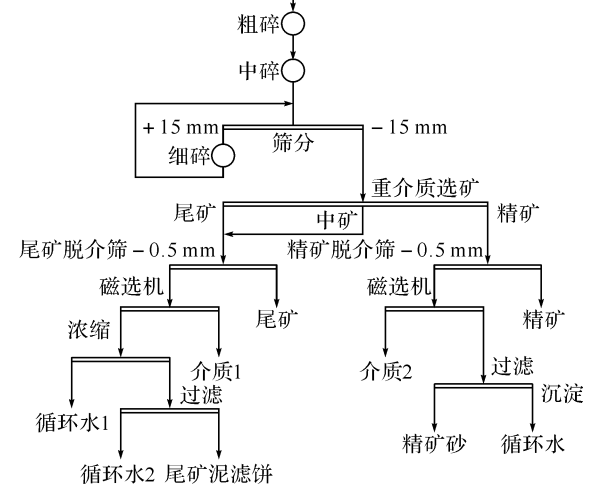 粗碎
中碎
+15 mm
-15 mm
筛分
细碎
重介质选矿
尾矿
中矿
精矿
尾矿脱介筛-0.5 mm
精矿脱介筛-0.5 mm
磁选机
磁选机
尾矿
精矿
浓缩
介质1
介质2
过滤
过滤
沉淀
循环水1
精矿砂
循环水
循环水2
尾矿泥滤饼